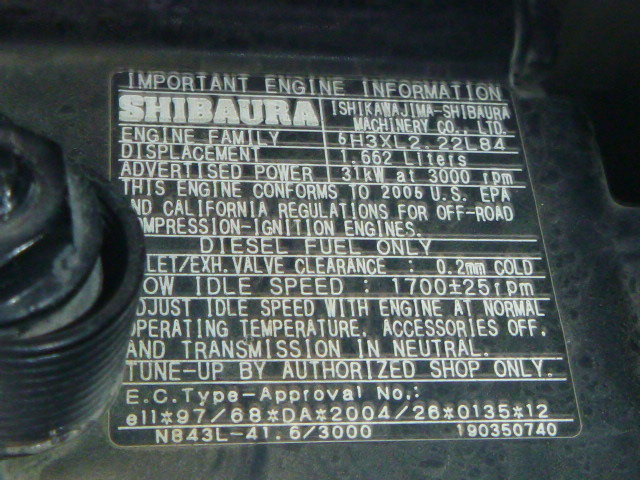 IMPORTANT ENGINE INFORMATION
SHIBAURA ISHIKAWAJIMA-SHIBAURA
MACHINERY CO., LTD.
ENGINE FAMILY 6H3XL2.22L84
DISPLACEMENT 1.662 Liters
ADVERTISED POWER 31kW at 3000 rpm
THIS ENGINE CONFORMS TO 2006 U.S. EPA
AND CALIFORNIA REGULATIONS FOR OFF-ROAD
COMPRESSION-IGNITION ENGINES.
DIESEL FUEL ONLY
LET/EXH.VALVE CLEARANCE : 0.2mm COLD
OW IDLE SPEED : 1700±25rpm
ADJUST IDLE SPEED WITH ENGINE AT NORMAL
OPERATING TEMPERATURE. ACCESSORIES OFF.
AND TRANSMISSION IN NEUTRAL.
TUNE-UP BY AUTHORIZED SHOP ONLY.
E.C.Type-Approval No.:
e11*97/68*DA*2004/26*0135*12
N843L-41.6/3000 190350740